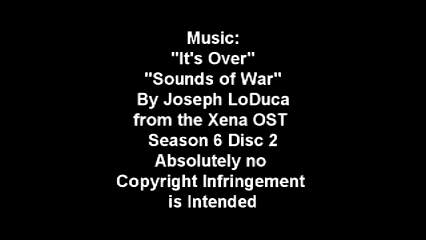 Music:
"It's Over"
"Sounds of War"
By Joseph LoDuca
from the Xena OST
Season 6 Disc 2
Absolutely no
Copyright Infringement
is Intended